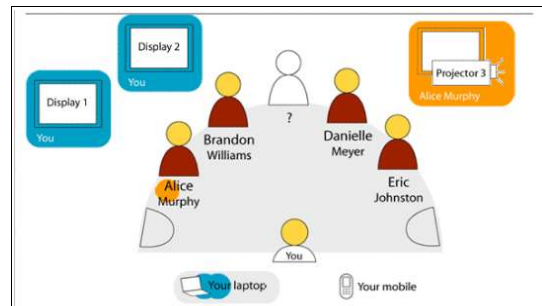 Display 2
You
Display 1
You
Projector 3
Alice Murphy
?
Brandon
Williams
Danielle
Meyer
Alice
Murphy
Eric
Johnston
You
Your laptop
Your mobile